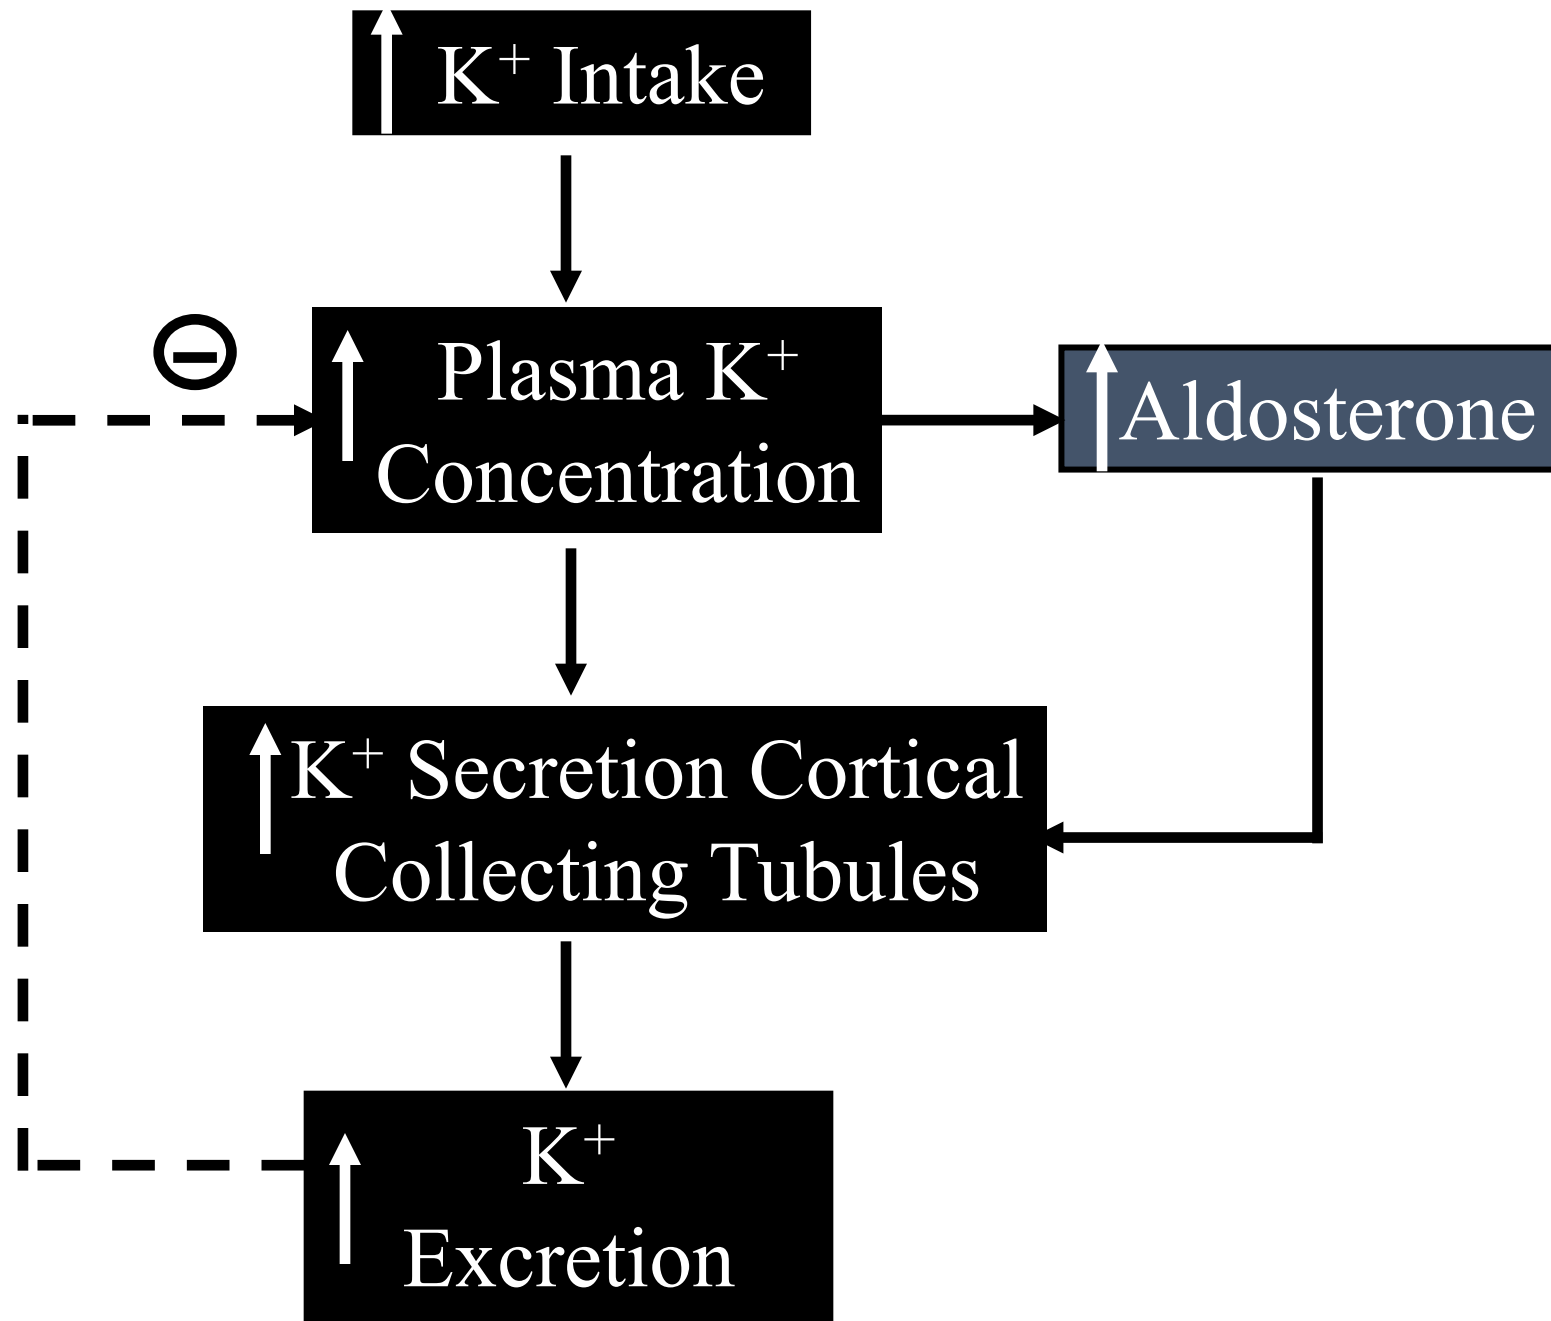 K⁺ Intake
Plasma K⁺
Concentration
Aldosterone
K⁺ Secretion Cortical
Collecting Tubules
K⁺
Excretion